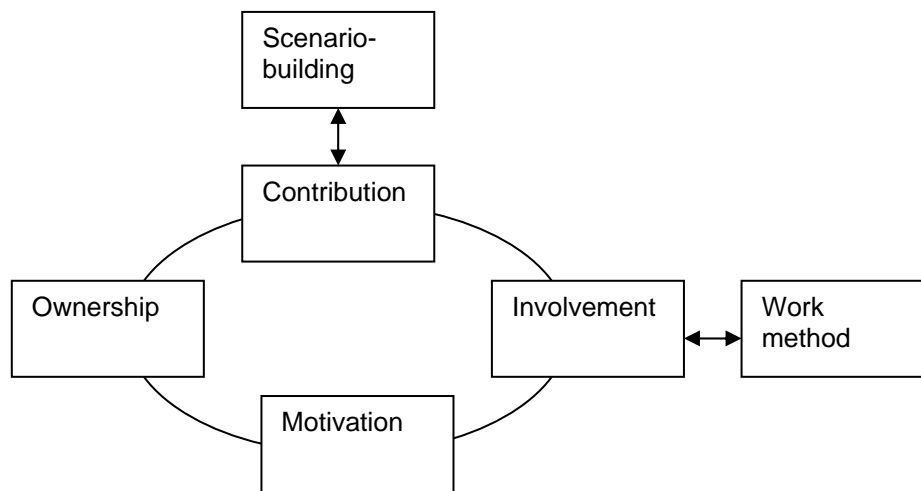 Scenario-
building
Contribution
Ownership
Involvement
Work
method
Motivation